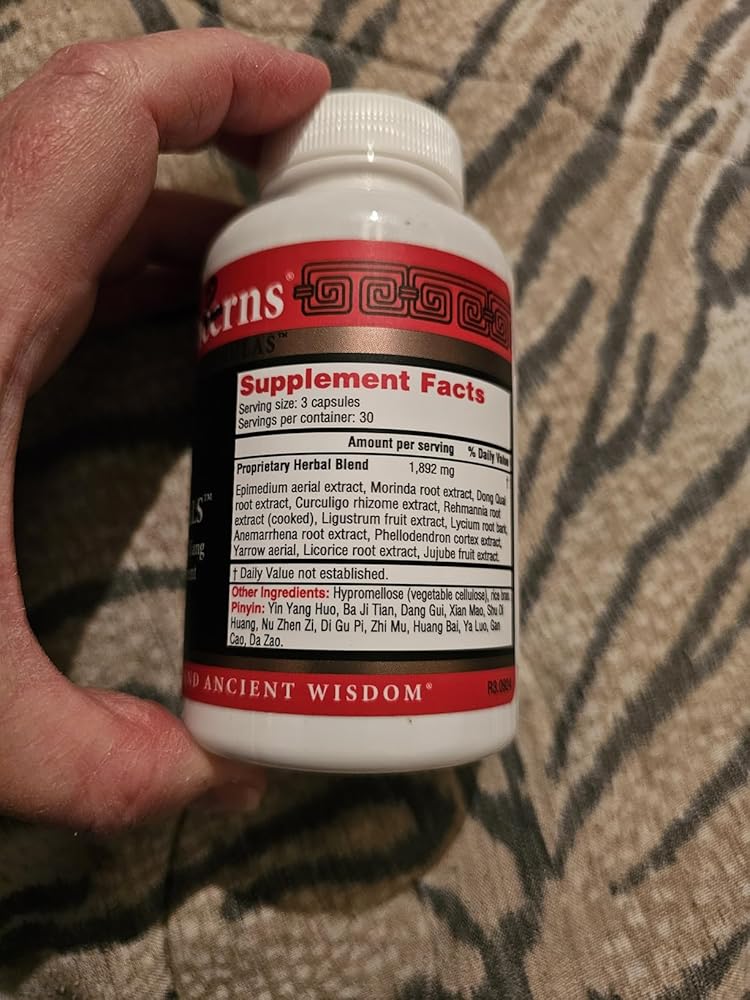 erns®
LAS™
Supplement Facts
Serving size: 3 capsules
Servings per container: 30
Amount per serving % Daily Value
Proprietary Herbal Blend 1,892 mg †
Epimedium aerial extract, Morinda root extract, Dong Quai
root extract, Curculigo rhizome extract, Rehmannia root
extract (cooked), Ligustrum fruit extract, Lycium root bark,
Anemarrhena root extract, Phellodendron cortex extract,
Yarrow aerial, Licorice root extract, Jujube fruit extract.
† Daily Value not established.
Other Ingredients: Hypromellose (vegetable cellulose), rice bran.
Pinyin: Yin Yang Huo, Ba Ji Tian, Dang Gui, Xian Mao, Shu Di
Huang, Nu Zhen Zi, Di Gu Pi, Zhi Mu, Huang Bai, Ya Luo, Gan
Cao, Da Zao.
LS™
ANCIENT WISDOM®